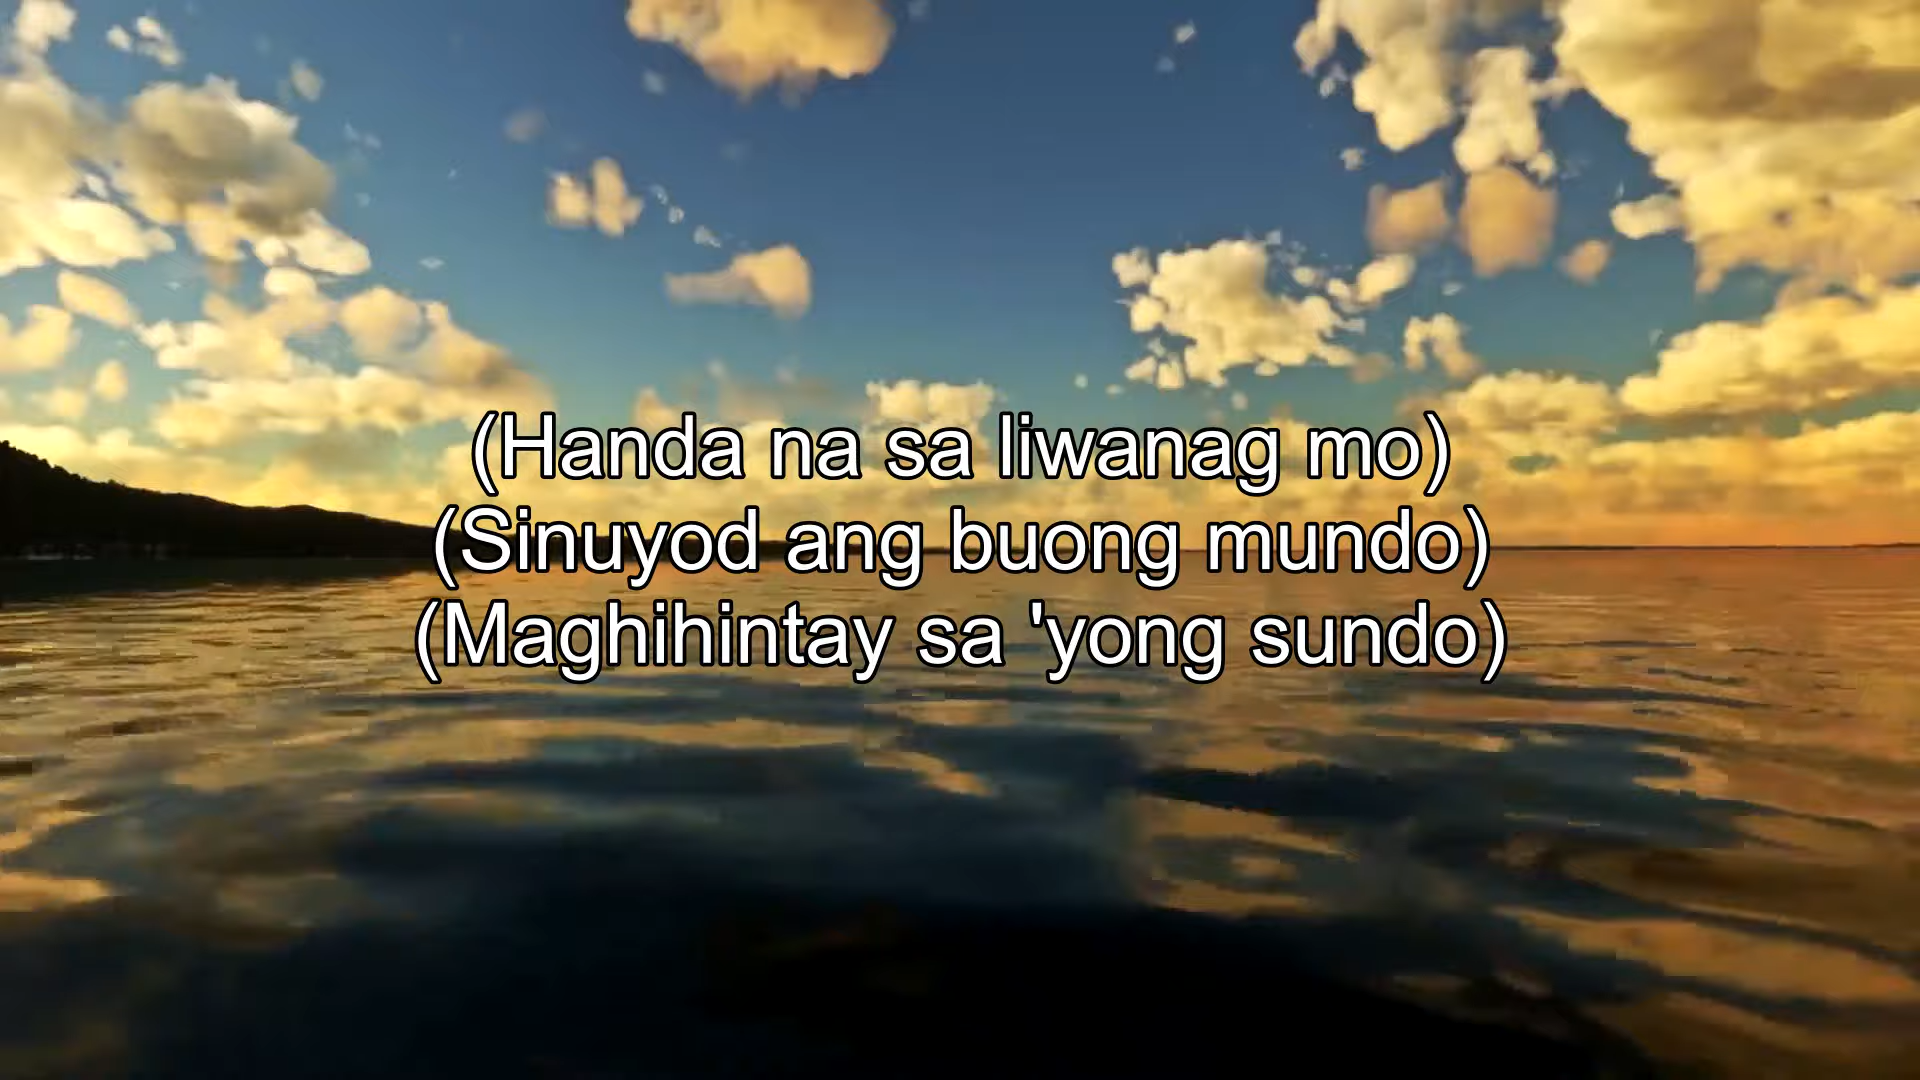 (Handa na sa liwanag mo)
(Sinuyod ang buong mundo)
(Maghihintay sa 'yong sundo)